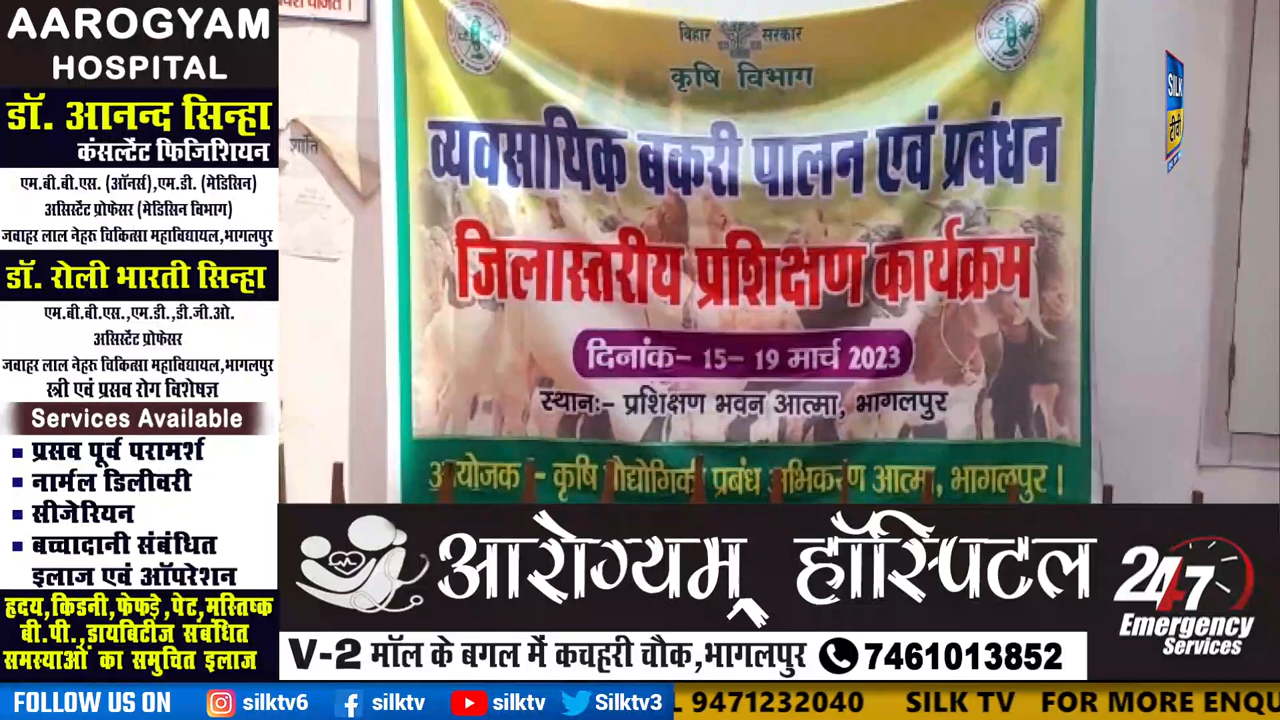 AAROGYAM
HOSPITAL
डॉ. आनन्द सिन्हा
कंसल्टेंट फिजिशियन
एम.बी.बी.एस. (ऑनर्स),एम.डी. (मेडिसिन)
असिस्टेंट प्रोफेसर (मेडिसिन विभाग)
जवाहर लाल नेहरु चिकित्सा महाविद्यायल,भागलपुर
डॉ. रोली भारती सिन्हा
एम.बी.बी.एस.,एम.डी.,डी.जी.ओ.
असिस्टेंट प्रोफेसर
जवाहर लाल नेहरु चिकित्सा महाविद्यायल,भागलपुर
स्त्री एवं प्रसव रोग विशेषज्ञ
Services Available
प्रसव पूर्व परामर्श
नार्मल डिलीवरी
सीजेरियन
बच्चादानी संबंधित
इलाज एवं ऑपरेशन
हृदय,किडनी,फेफड़े,पेट,मस्तिष्क
बी.पी.,डायबिटीज संबंधित
समस्याओं का समुचित इलाज
शांति
बिहार सरकार
कृषि विभाग
व्यवसायिक बकरी पालन एवं प्रबंधन
जिलास्तरीय प्रशिक्षण कार्यक्रम
दिनांक- 15- 19 मार्च 2023
स्थानः- प्रशिक्षण भवन आत्मा, भागलपुर
आयोजक - कृषि प्रौद्योगिकी प्रबंध अभिकरण आत्मा, भागलपुर।
SILK
टीवी
आरोग्यम् हॉस्पिटल
24x7
Emergency
Services
V-2 मॉल के बगल में कचहरी चौक,भागलपुर 7461013852
FOLLOW US ON silktv6 silktv silktv Silktv3 L 9471232040 SILK TV FOR MORE ENQU